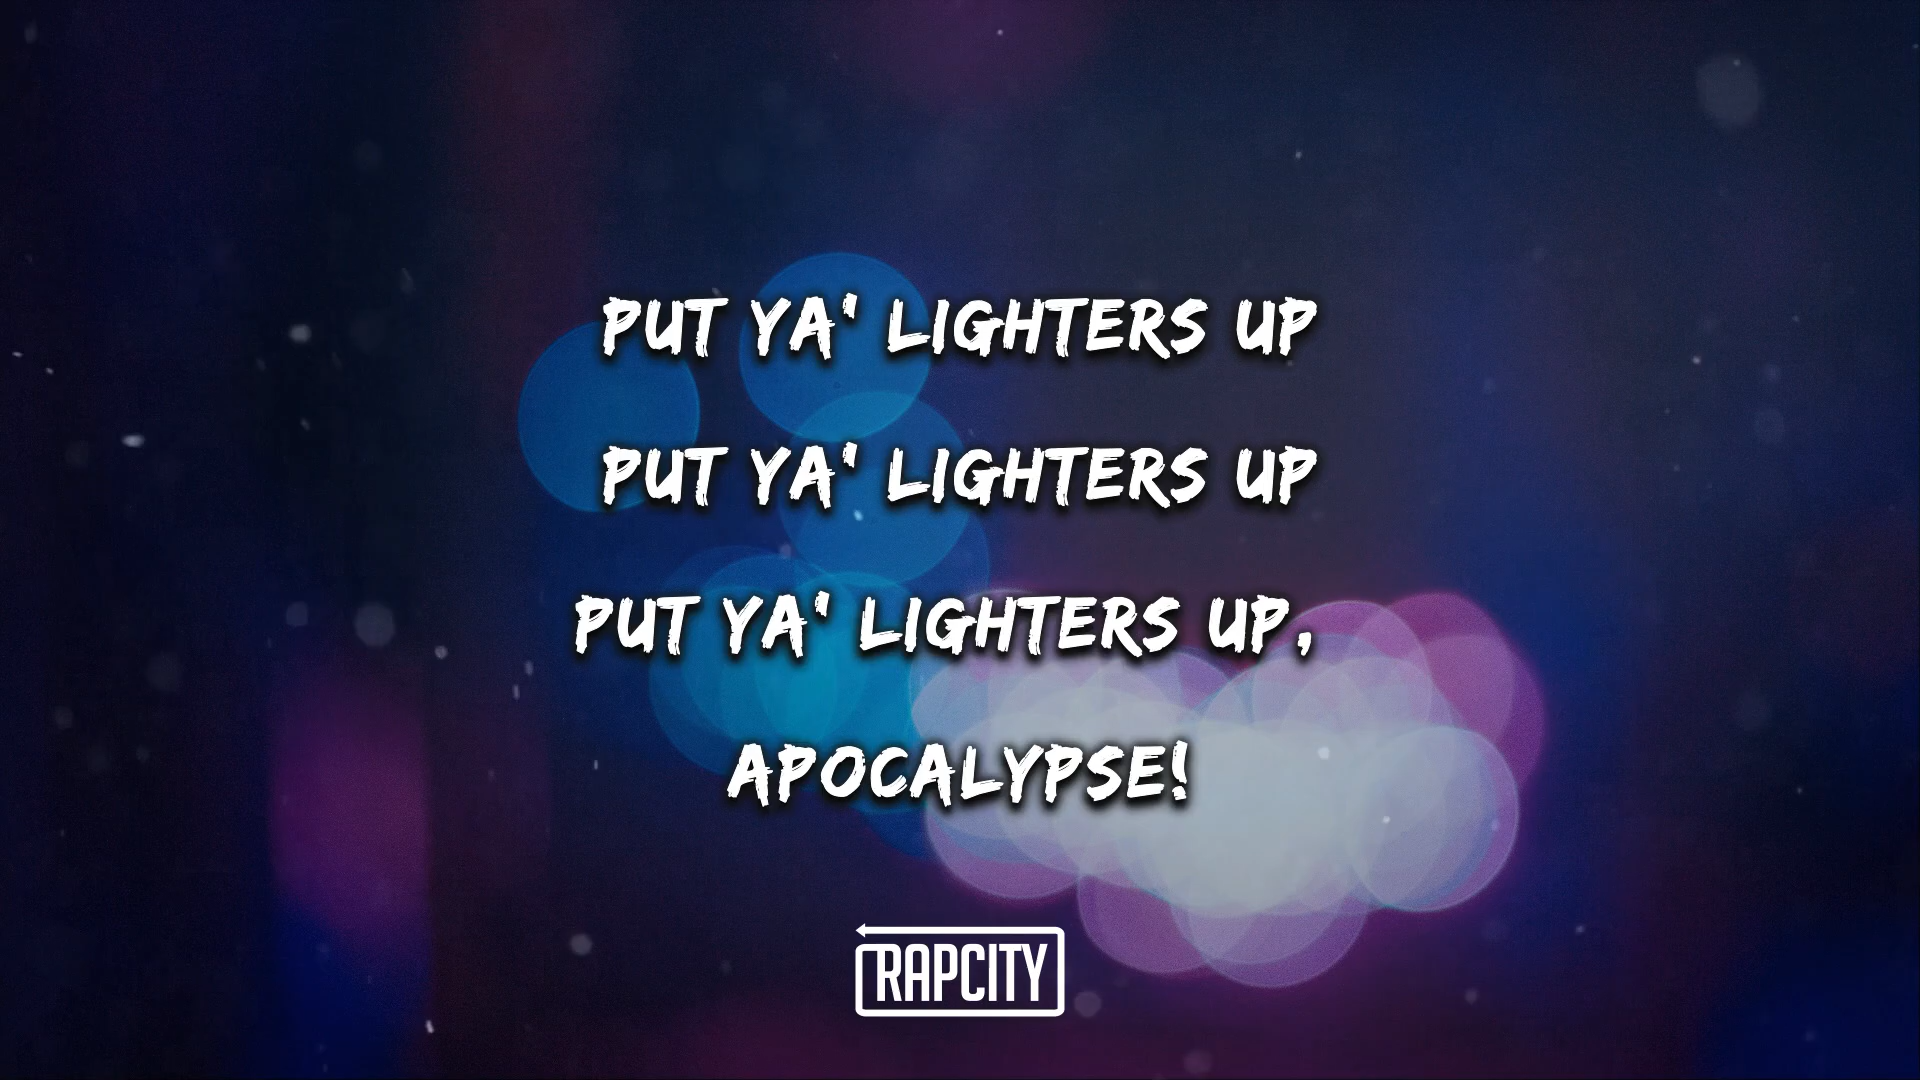 PUT YA' LIGHTERS UP
PUT YA' LIGHTERS UP
PUT YA' LIGHTERS UP,
APOCALYPSE!
RAPCITY